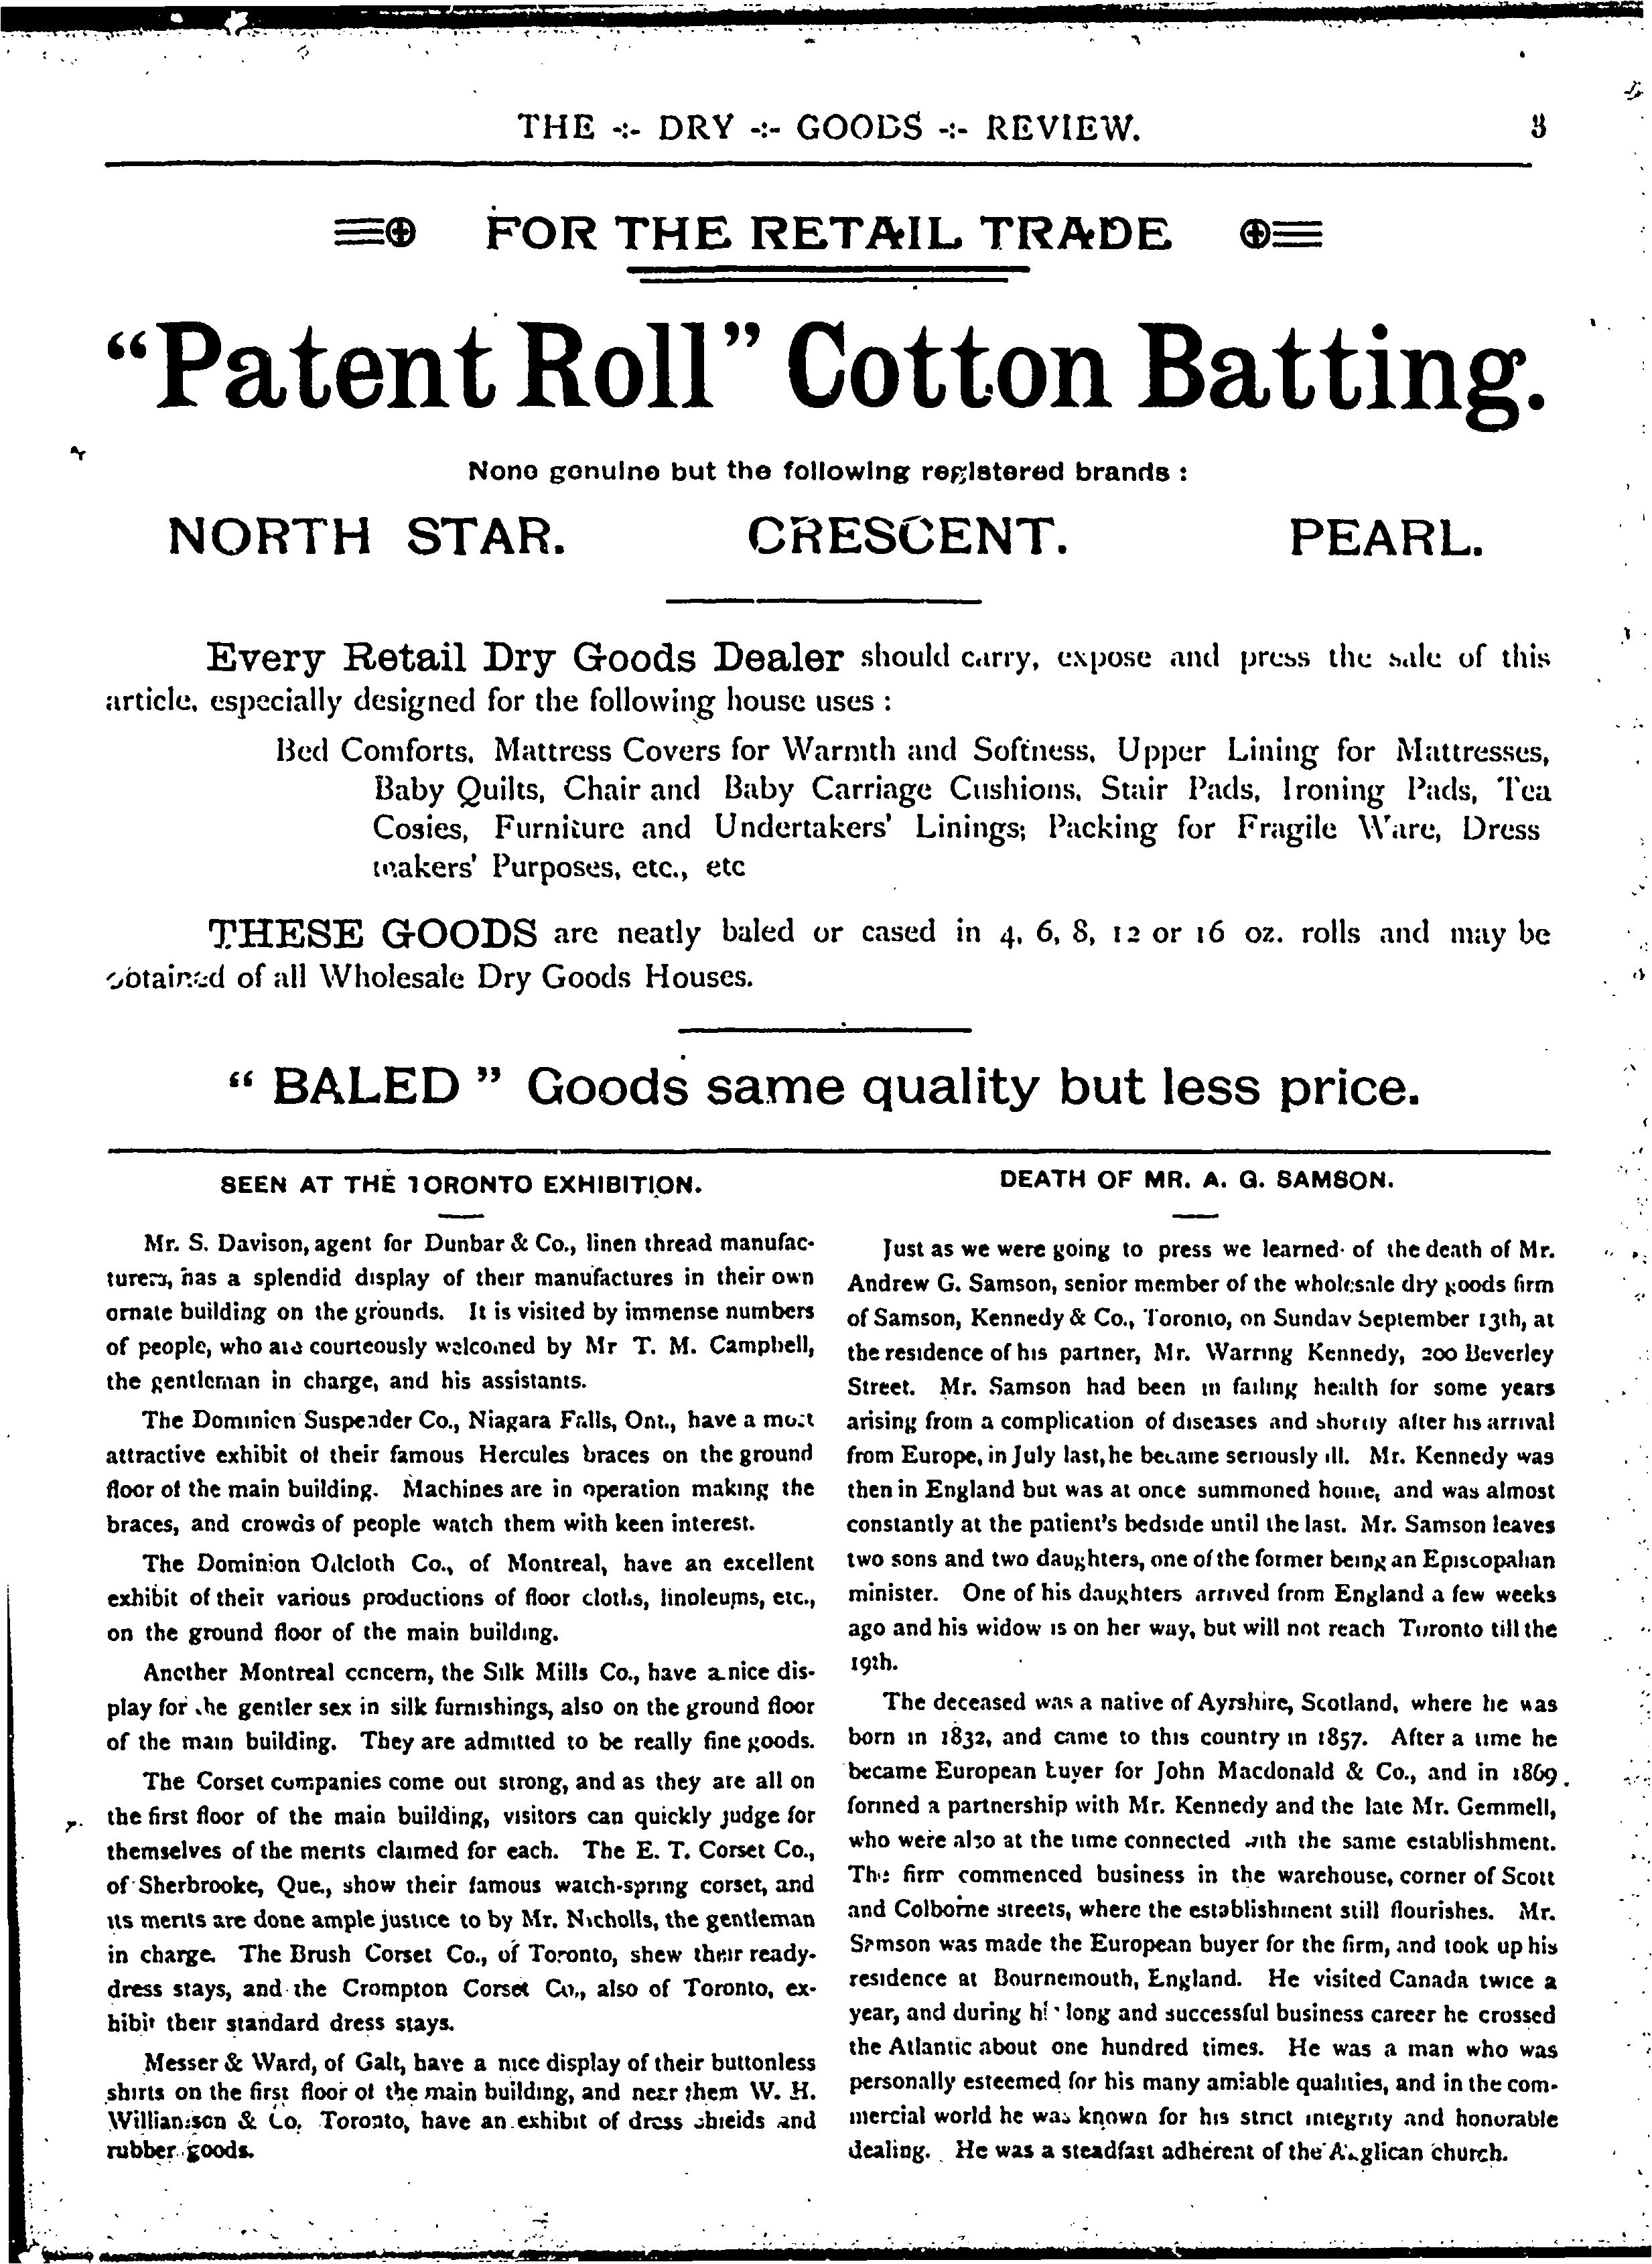 THE -:- DRY -:- GOODS -:- REVIEW. 3
FOR THE RETAIL TRADE
"Patent Roll" Cotton Batting.
None genuine but the following registered brands :
NORTH STAR. CRESCENT. PEARL.
Every Retail Dry Goods Dealer should carry, expose and press the sale of this
article, especially designed for the following house uses :
Bed Comforts, Mattress Covers for Warmth and Softness, Upper Lining for Mattresses,
Baby Quilts, Chair and Baby Carriage Cushions, Stair Pads, Ironing Pads, Tea
Cosies, Furniture and Undertakers' Linings; Packing for Fragile Ware, Dress
makers' Purposes, etc., etc
THESE GOODS are neatly baled or cased in 4, 6, 8, 12 or 16 oz. rolls and may be
obtained of all Wholesale Dry Goods Houses.
" BALED " Goods same quality but less price.
SEEN AT THE TORONTO EXHIBITION.
Mr. S. Davison, agent for Dunbar & Co., linen thread manufac-
turers, has a splendid display of their manufactures in their own
ornate building on the grounds. It is visited by immense numbers
of people, who are courteously welcomed by Mr T. M. Campbell,
the gentleman in charge, and his assistants.
The Dominion Suspender Co., Niagara Falls, Ont., have a most
attractive exhibit of their famous Hercules braces on the ground
floor of the main building. Machines are in operation making the
braces, and crowds of people watch them with keen interest.
The Dominion Oilcloth Co., of Montreal, have an excellent
exhibit of their various productions of floor cloths, linoleums, etc.,
on the ground floor of the main building.
Another Montreal concern, the Silk Mills Co., have a nice dis-
play for the gentler sex in silk furnishings, also on the ground floor
of the main building. They are admitted to be really fine goods.
The Corset companies come out strong, and as they are all on
the first floor of the main building, visitors can quickly judge for
themselves of the merits claimed for each. The E. T. Corset Co.,
of Sherbrooke, Que., show their famous watch-spring corset, and
its merits are done ample justice to by Mr. Nicholls, the gentleman
in charge. The Brush Corset Co., of Toronto, shew their ready-
dress stays, and the Crompton Corset Co., also of Toronto, ex-
hibit their standard dress stays.
Messer & Ward, of Galt, have a nice display of their buttonless
shirts on the first floor of the main building, and near them W. H.
Williamson & Co. Toronto, have an exhibit of dress shields and
rubber goods.
DEATH OF MR. A. G. SAMSON.
Just as we were going to press we learned of the death of Mr.
Andrew G. Samson, senior member of the wholesale dry goods firm
of Samson, Kennedy & Co., Toronto, on Sunday September 13th, at
the residence of his partner, Mr. Warring Kennedy, 200 Beverley
Street. Mr. Samson had been in failing health for some years
arising from a complication of diseases and shortly after his arrival
from Europe, in July last, he became seriously ill. Mr. Kennedy was
then in England but was at once summoned home, and was almost
constantly at the patient's bedside until the last. Mr. Samson leaves
two sons and two daughters, one of the former being an Episcopalian
minister. One of his daughters arrived from England a few weeks
ago and his widow is on her way, but will not reach Toronto till the
19th.
The deceased was a native of Ayrshire, Scotland, where he was
born in 1832, and came to this country in 1857. After a time he
became European buyer for John Macdonald & Co., and in 1869
formed a partnership with Mr. Kennedy and the late Mr. Gemmell,
who were also at the time connected with the same establishment.
The firm commenced business in the warehouse, corner of Scott
and Colborne streets, where the establishment still flourishes. Mr.
Samson was made the European buyer for the firm, and took up his
residence at Bournemouth, England. He visited Canada twice a
year, and during his long and successful business career he crossed
the Atlantic about one hundred times. He was a man who was
personally esteemed for his many amiable qualities, and in the com-
mercial world he was known for his strict integrity and honorable
dealing. He was a steadfast adherent of the Anglican church.